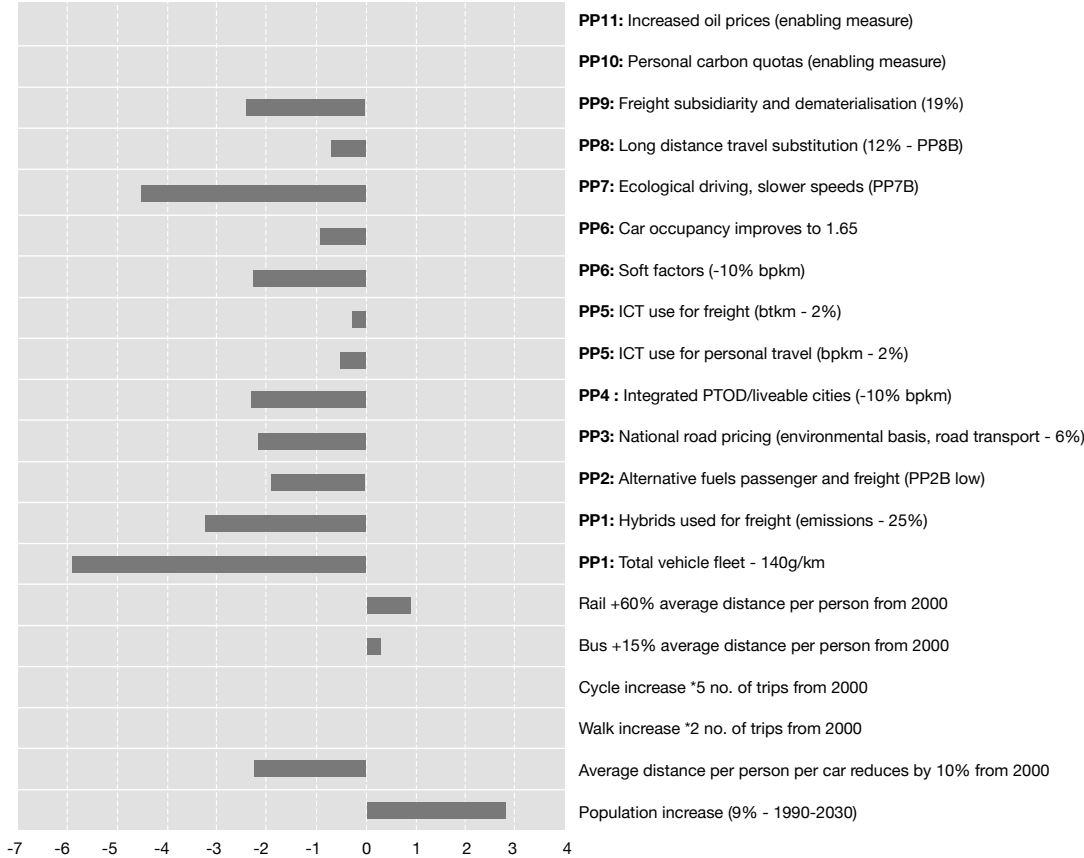 PP11: Increased oil prices (enabling measure)
PP10: Personal carbon quotas (enabling measure)
PP9: Freight subsidiarity and dematerialisation (19%)
PP8: Long distance travel substitution (12% - PP8B)
PP7: Ecological driving, slower speeds (PP7B)
PP6: Car occupancy improves to 1.65
PP6: Soft factors (-10% bpkm)
PP5: ICT use for freight (btkm - 2%)
PP5: ICT use for personal travel (bpkm - 2%)
PP4 : Integrated PTOD/liveable cities (-10% bpkm)
PP3: National road pricing (environmental basis, road transport - 6%)
PP2: Alternative fuels passenger and freight (PP2B low)
PP1: Hybrids used for freight (emissions - 25%)
PP1: Total vehicle fleet - 140g/km
Rail +60% average distance per person from 2000
Bus +15% average distance per person from 2000
Cycle increase *5 no. of trips from 2000
Walk increase *2 no. of trips from 2000
Average distance per person per car reduces by 10% from 2000
Population increase (9% - 1990-2030)
-7 -6 -5 -4 -3 -2 -1 0 1 2 3 4